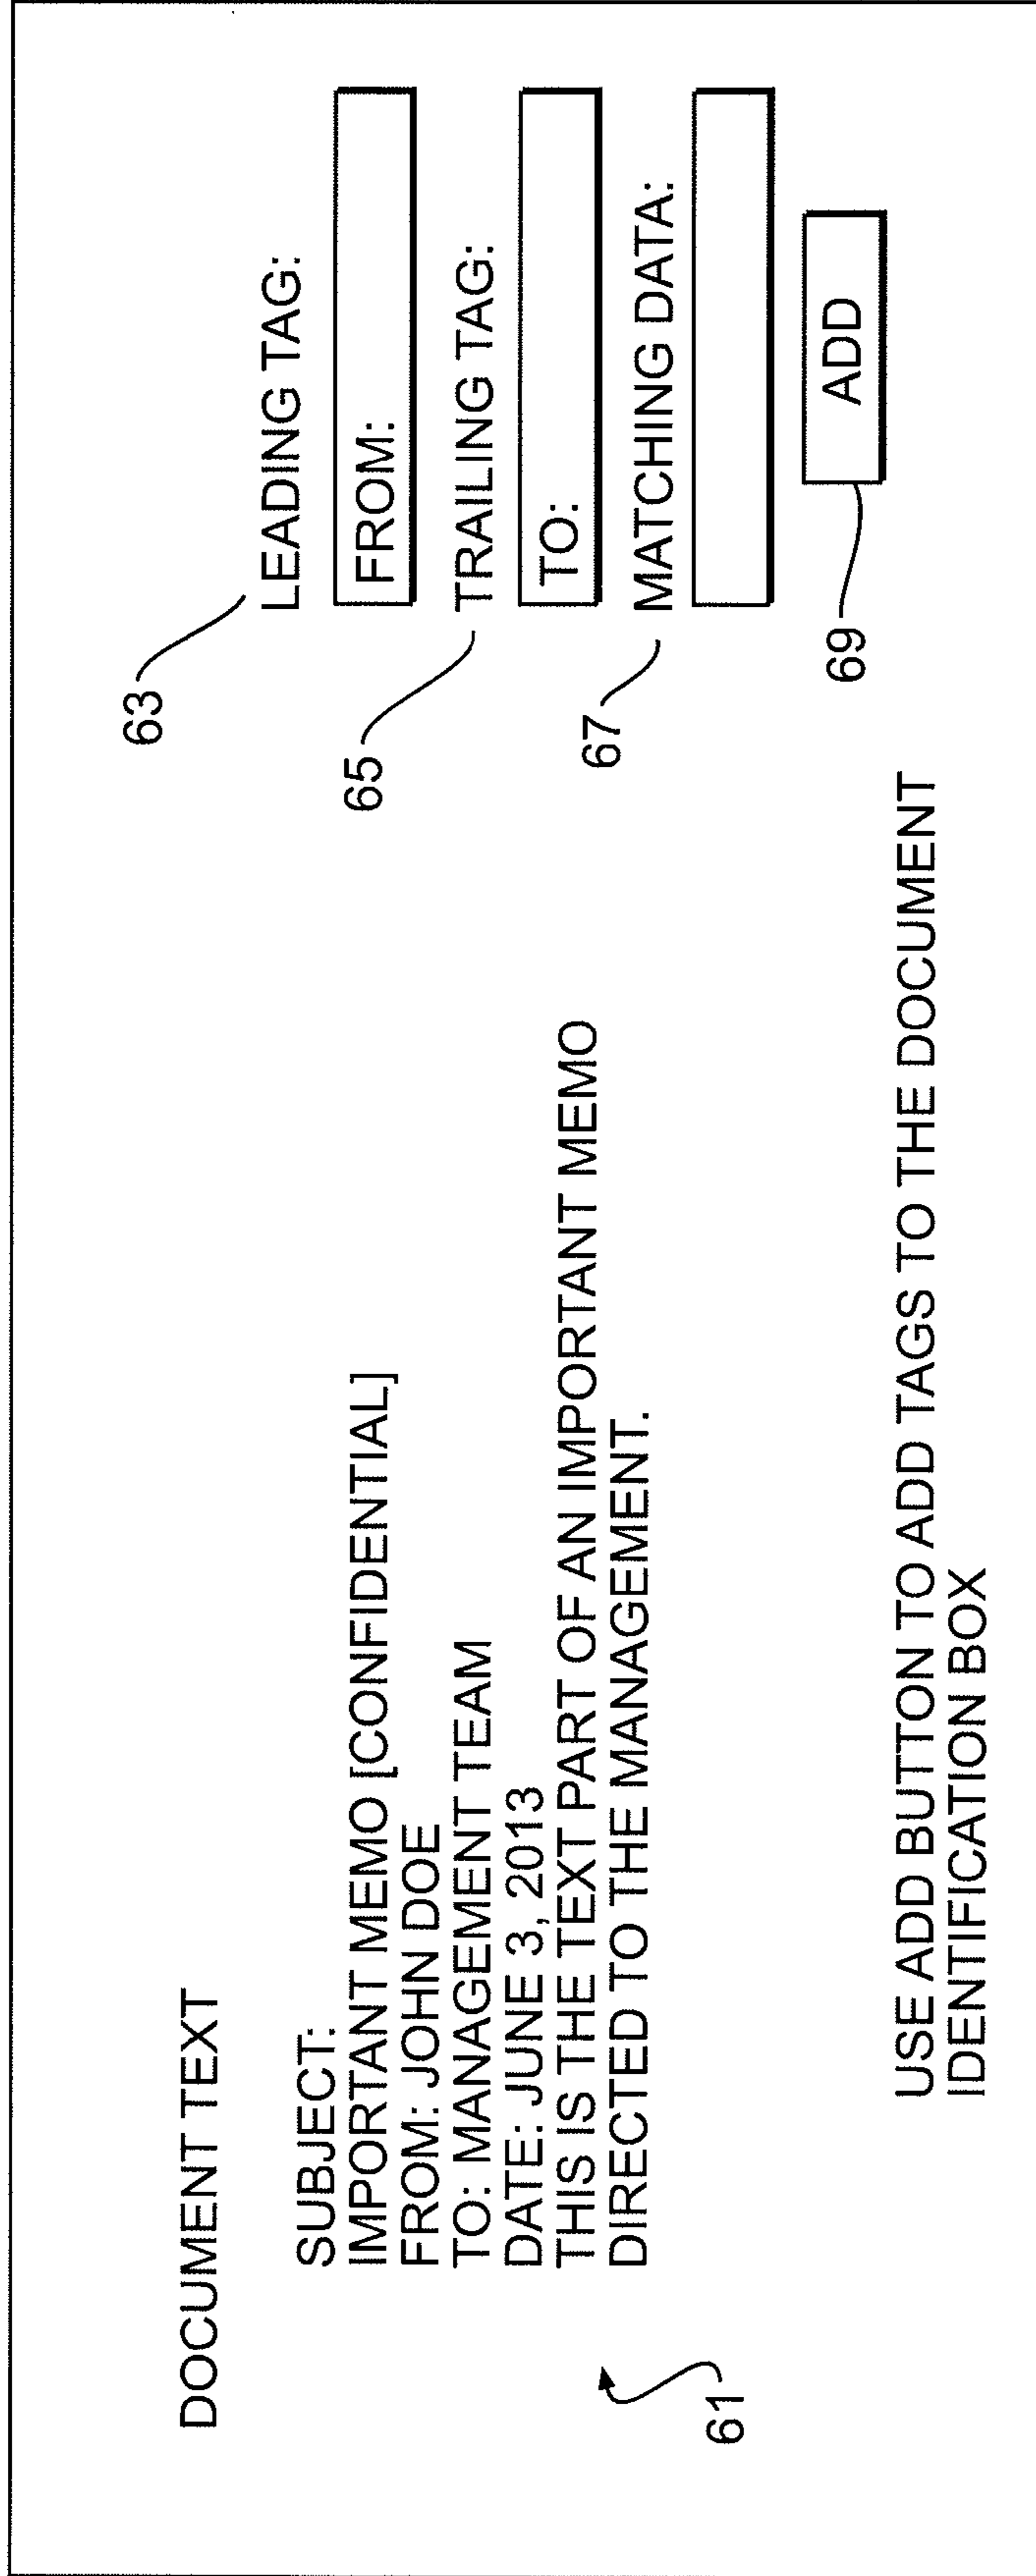 DOCUMENT TEXT
SUBJECT:
IMPORTANT MEMO [CONFIDENTIAL]
FROM: JOHN DOE
TO: MANAGEMENT TEAM
DATE: JUNE 3, 2013
THIS IS THE TEXT PART OF AN IMPORTANT MEMO
DIRECTED TO THE MANAGEMENT.
61
USE ADD BUTTON TO ADD TAGS TO THE DOCUMENT
IDENTIFICATION BOX
63
LEADING TAG:
FROM:
65
TRAILING TAG:
TO:
67
MATCHING DATA:
69
ADD